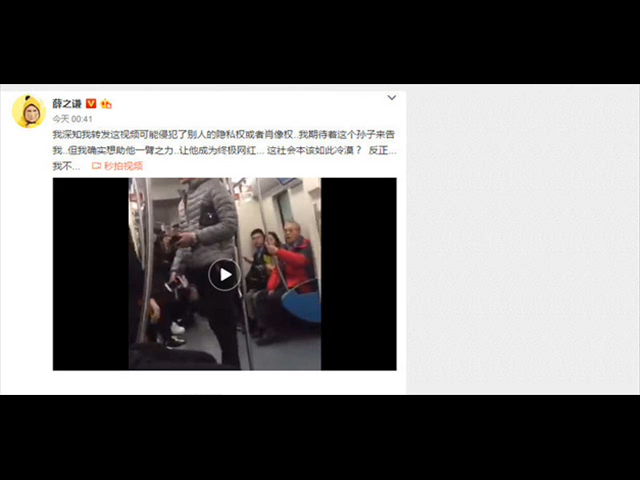 薛之谦
今天 00:41
我深知我转发这视频可能侵犯了别人的隐私权或者肖像权..我期待着这个孙子来告
我..但我确实想助他一臂之力..让他成为终极网红... 这社会本该如此冷漠？ 反正...
我不... 秒拍视频